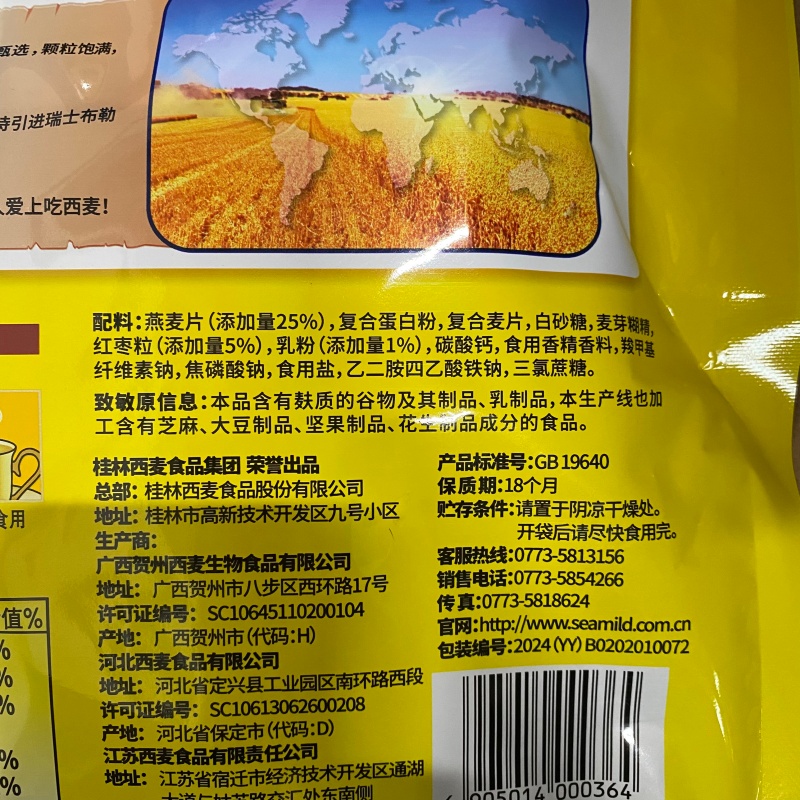 甄选，颗粒饱满，
特引进瑞士布勒
人爱上吃西麦！
配料：燕麦片（添加量25%），复合蛋白粉，复合麦片，白砂糖，麦芽糊精，
红枣粒（添加量5%），乳粉（添加量1%），碳酸钙，食用香精香料，羧甲基
纤维素钠，焦磷酸钠，食用盐，乙二胺四乙酸铁钠，三氯蔗糖。
致敏原信息：本品含有麸质的谷物及其制品、乳制品，本生产线也加
工含有芝麻、大豆制品、坚果制品、花生制品成分的食品。
桂林西麦食品集团 荣誉出品
总部：桂林西麦食品股份有限公司
地址：桂林市高新技术开发区九号小区
生产商：
广西贺州西麦生物食品有限公司
地址：广西贺州市八步区西环路17号
许可证编号：SC10645110200104
产地：广西贺州市（代码：H）
河北西麦食品有限公司
地址：河北省定兴县工业园区南环路西段
许可证编号：SC10613062600208
产地：河北省保定市（代码：D）
江苏西麦食品有限责任公司
地址：江苏省宿迁市经济技术开发区通湖
大道与姑苏路交汇处东南侧
产品标准号：GB 19640
保质期：18个月
贮存条件：请置于阴凉干燥处。
开袋后请尽快食用完。
客服热线：0773-5813156
销售电话：0773-5854266
传真：0773-5818624
官网：http://www.seamild.com.cn
包装编号：2024（YY）B0202010072
005014 000364
食用
值%
%
%
%
%
%